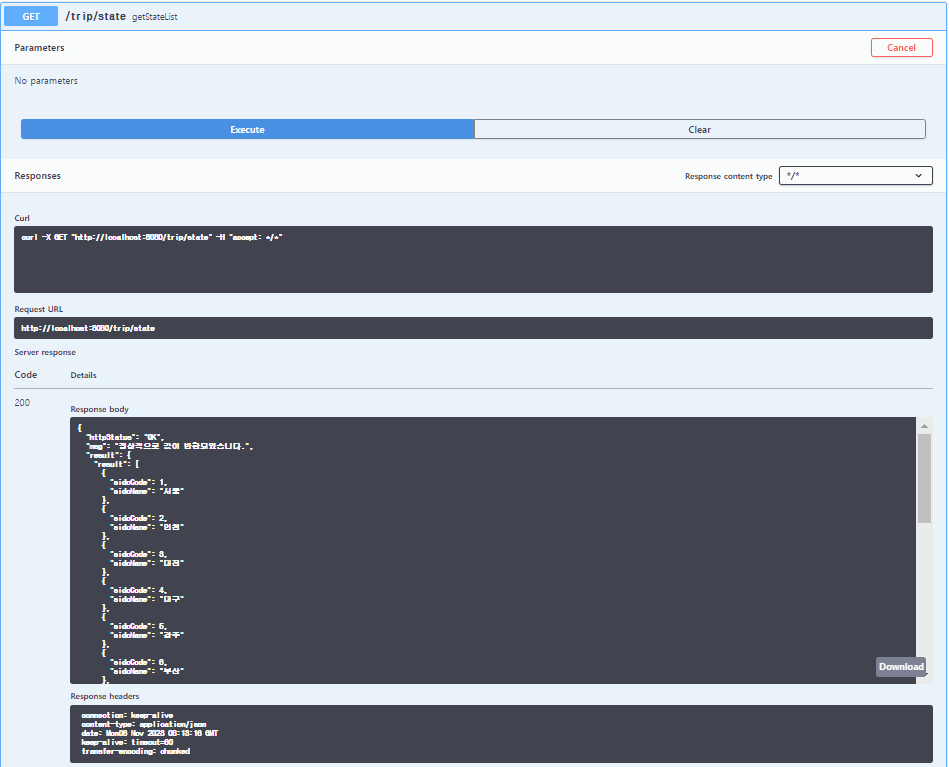 GET /trip/state getStateList
Parameters
Cancel
No parameters
Execute
Clear
Responses
Response content type */*
Curl
curl -X GET "http://localhost:8080/trip/state" -H "accept: */*"
Request URL
http://localhost:8080/trip/state
Server response
Code Details
200
Response body
{
"httpStatus": "OK",
"msg": "정상적으로 값이 반환되었습니다.",
"result": {
"result": [
{
"sidoCode": 1,
"sidoName": "서울"
},
{
"sidoCode": 2,
"sidoName": "인천"
},
{
"sidoCode": 3,
"sidoName": "대전"
},
{
"sidoCode": 4,
"sidoName": "대구"
},
{
"sidoCode": 5,
"sidoName": "광주"
},
{
"sidoCode": 6,
"sidoName": "부산"
},
Download
Response headers
connection: keep-alive
content-type: application/json
date: Mon06 Nov 2023 GMT
keep-alive: timeout=60
transfer-encoding: chunked